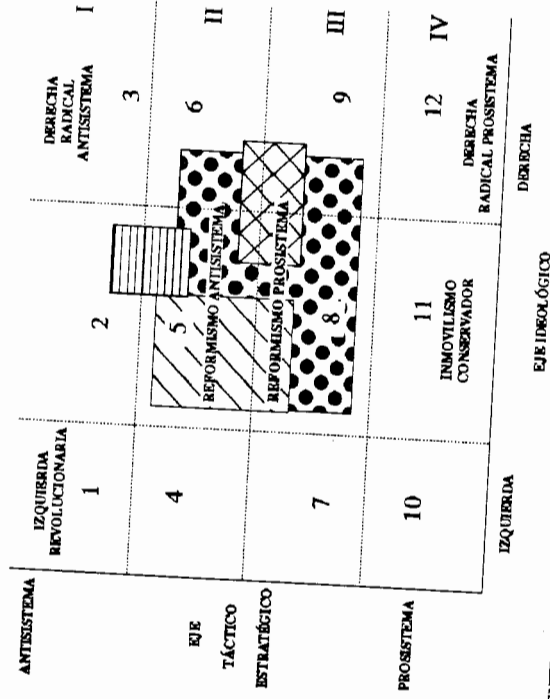 ANTISISTEMA
IZQUIERDA
REVOLUCIONARIA
DERECHA
RADICAL
ANTISISTEMA
I
1
2
3
EJE
TÁCTICO
ESTRATÉGICO
II
4
5
6
REFORMISMO ANTISISTEMA
REFORMISMO PROSISTEMA
III
7
8
9
IV
PROSISTEMA
10
11
12
INMOVILISMO
CONSERVADOR
DERECHA
RADICAL PROSISTEMA
IZQUIERDA
DERECHA
EJE IDEOLÓGICO